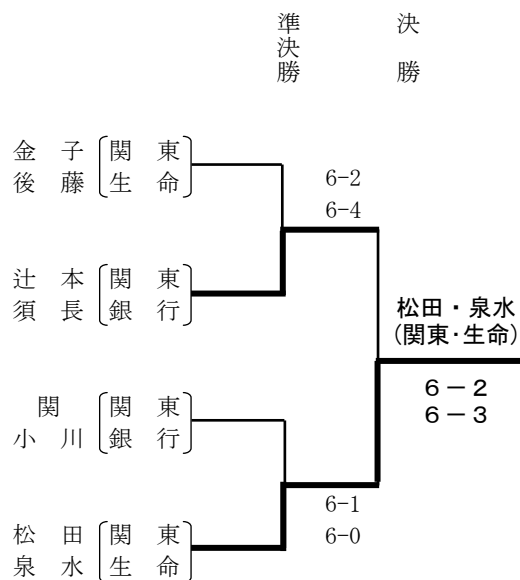 準決勝
決勝
金子 関東
後藤 生命
6-2
6-4
辻本 関東
須長 銀行
松田・泉水
(関東・生命)
6-2
6-3
関 関東
小川 銀行
6-1
6-0
松田 関東
泉水 生命